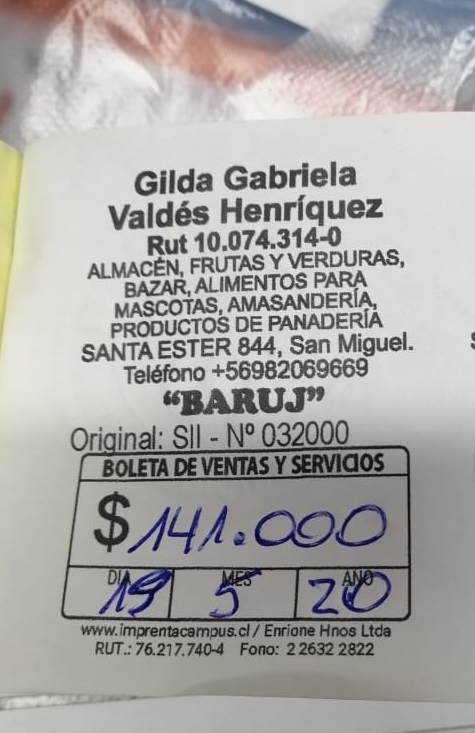 Gilda Gabriela
Valdés Henríquez
Rut 10.074.314-0
ALMACÉN, FRUTAS Y VERDURAS,
BAZAR, ALIMENTOS PARA
MASCOTAS, AMASANDERÍA,
PRODUCTOS DE PANADERÍA
SANTA ESTER 844, San Miguel.
Teléfono +56982069669
“BARUJ”
Original: SII - Nº 032000
BOLETA DE VENTAS Y SERVICIOS
$ 141.000
DIA MES AÑO
19 5 20
www.imprentacampus.cl / Enrione Hnos Ltda
RUT.: 76.217.740-4 Fono: 2 2632 2822